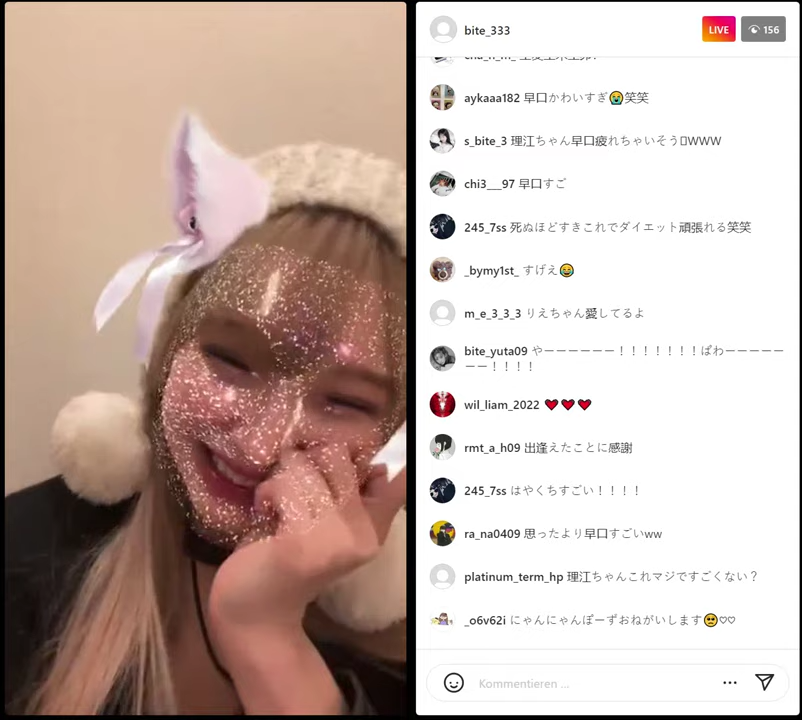 bite_333
LIVE
156
aykaaa182 早口かわいすぎ😭笑笑
s_bite_3 理江ちゃん早口疲れちゃいそう▯WWW
chi3___97 早口すご
245_7ss 死ぬほどすきこれでダイエット頑張れる笑笑
_bymy1st_ すげえ😂
m_e_3_3_3 りえちゃん愛してるよ
bite_yuta09 やーーーーーー！！！！！！！ぱわーーーーー
ーー！！！！
wil_liam_2022 ❤❤❤
rmt_a_h09 出逢えたことに感謝
245_7ss はやくちすごい！！！！
ra_na0409 思ったより早口すごいww
platinum_term_hp 理江ちゃんこれマジですごくない？
_o6v62i にゃんにゃんぽーずおねがいします🥺♡♡
Kommentieren ...